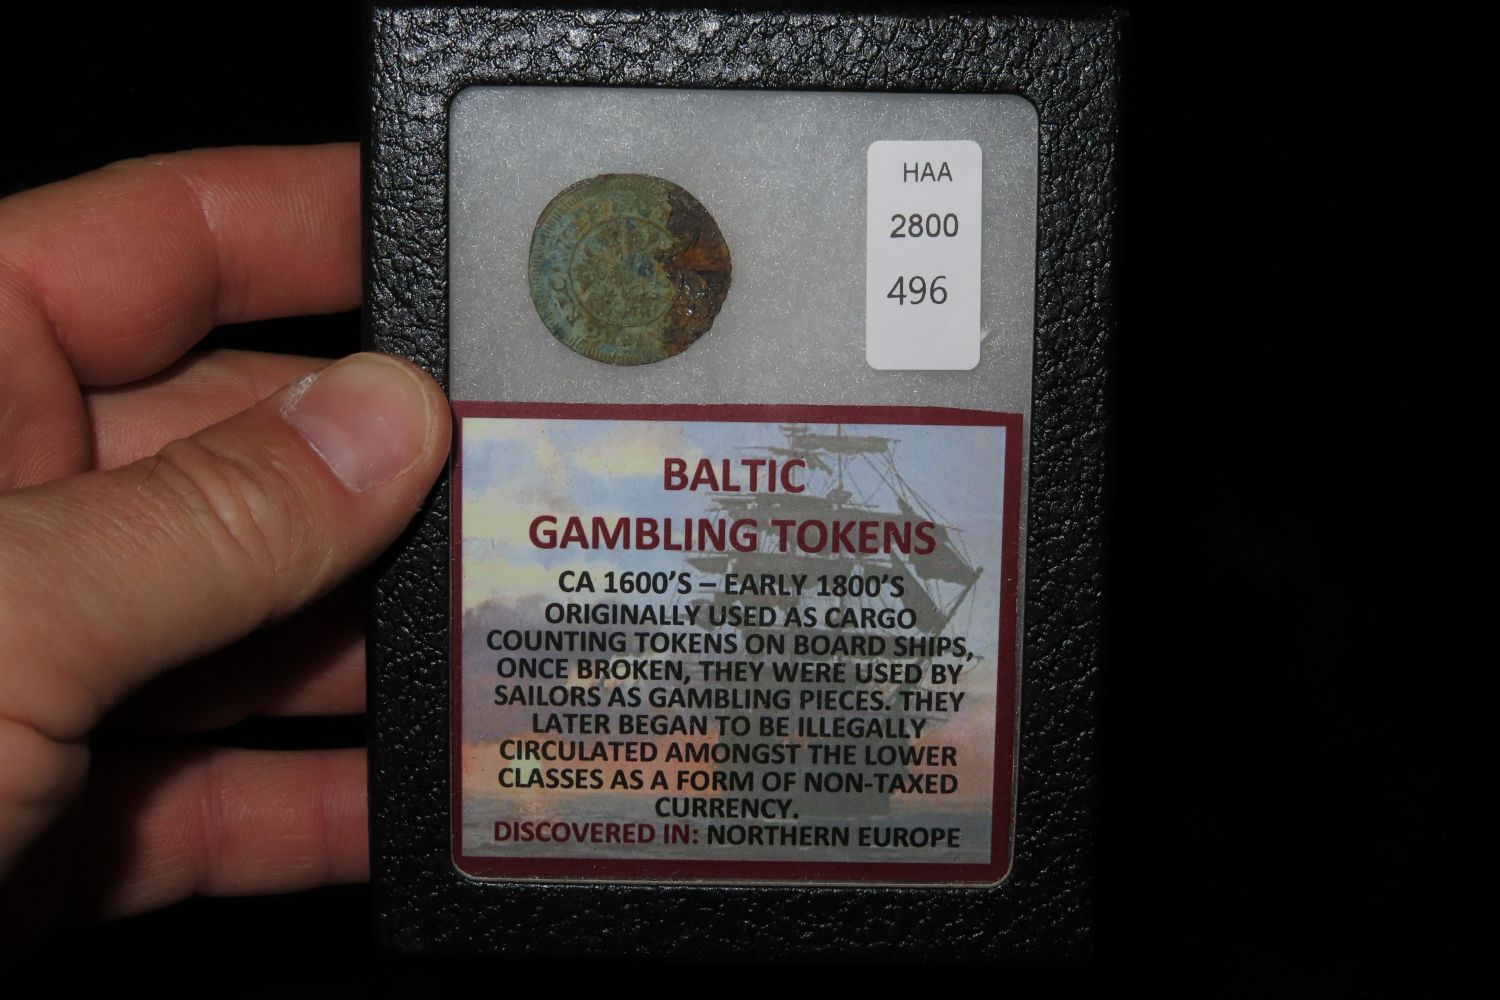 HAA
2800
496
BALTIC
GAMBLING TOKENS
CA 1600'S – EARLY 1800'S
ORIGINALLY USED AS CARGO
COUNTING TOKENS ON BOARD SHIPS,
ONCE BROKEN, THEY WERE USED BY
SAILORS AS GAMBLING PIECES. THEY
LATER BEGAN TO BE ILLEGALLY
CIRCULATED AMONGST THE LOWER
CLASSES AS A FORM OF NON-TAXED
CURRENCY.
DISCOVERED IN: NORTHERN EUROPE